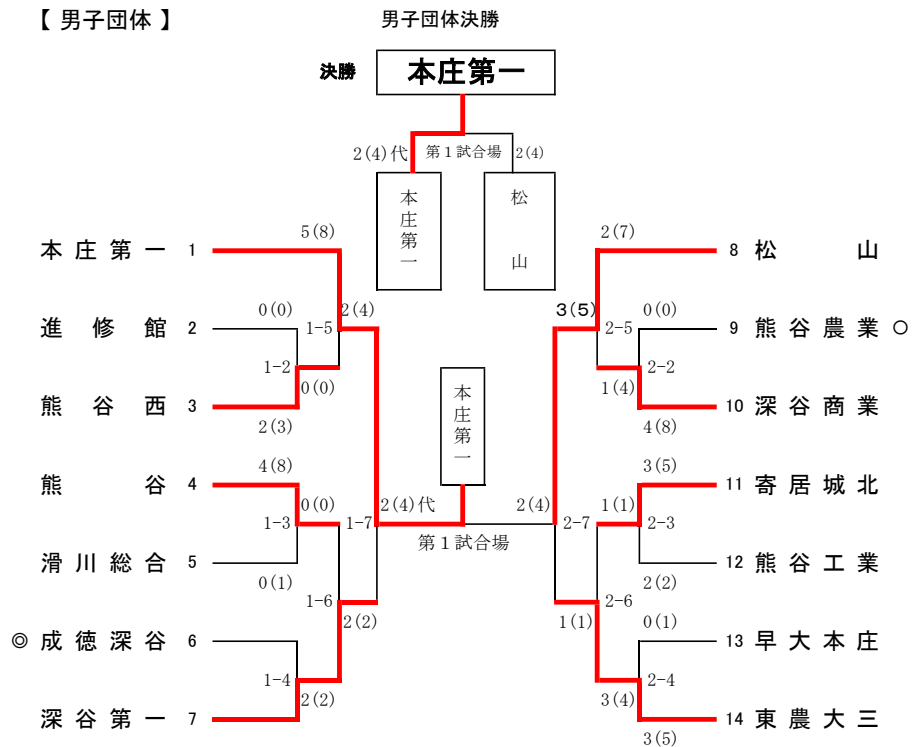 【 男子団体 】
男子団体決勝
決勝 本庄第一
2(4)代 第１試合場 2(4)
本庄第一 松山
本庄第一 1 5(8)
2(7) 8 松山
進修館 2 0(0) 1-5 2(4)
3(5) 2-5 0(0) 9 熊谷農業 ○
1-2 0(0)
1(4) 2-2
熊谷西 3 2(3)
本庄第一
4(8) 10 深谷商業
熊谷 4 4(8)
3(5) 11 寄居城北
1-3 0(0) 1-7 2(4)代 第１試合場 2(4) 2-7 1(1) 2-3
滑川総合 5 0(1)
2(2) 12 熊谷工業
1-6 2(2)
1(1) 2-6
◎ 成徳深谷 6
0(1) 13 早大本庄
1-4 2(2)
3(4) 2-4
深谷第一 7
3(5) 14 東農大三